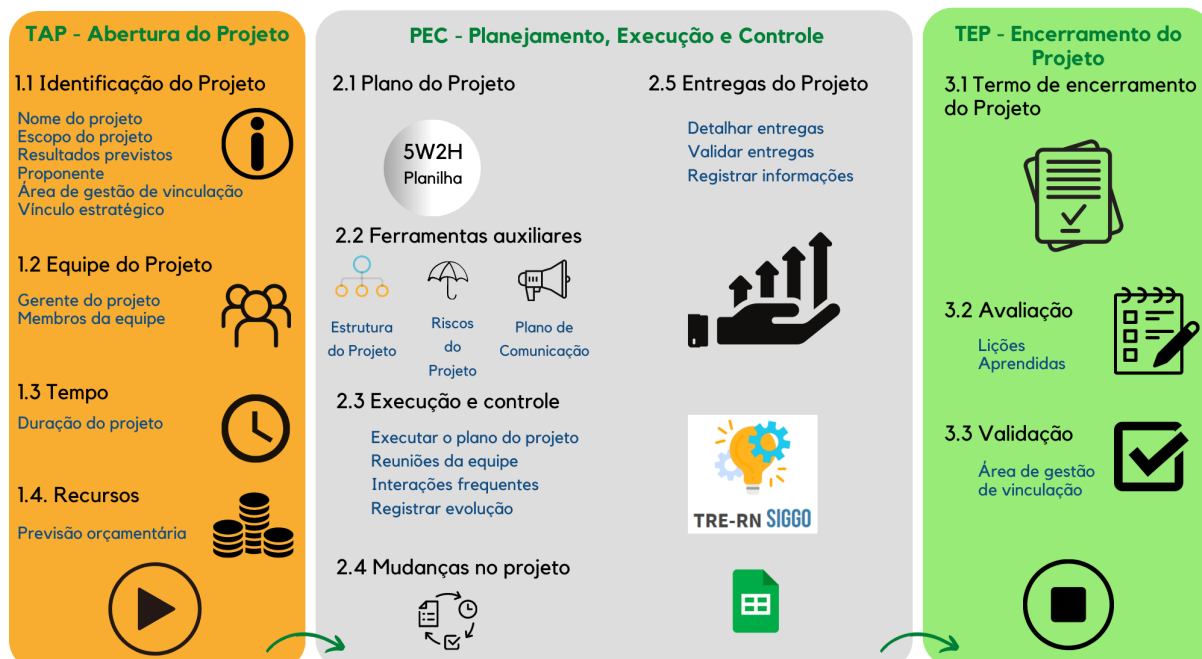 TAP - Abertura do Projeto
1.1 Identificação do Projeto
Nome do projeto
Escopo do projeto
Resultados previstos
Proponente
Área de gestão de vinculação
Vínculo estratégico
1.2 Equipe do Projeto
Gerente do projeto
Membros da equipe
1.3 Tempo
Duração do projeto
1.4. Recursos
Previsão orçamentária
PEC - Planejamento, Execução e Controle
2.1 Plano do Projeto
5W2H
Planilha
2.2 Ferramentas auxiliares
Estrutura
do Projeto
Riscos
do
Projeto
Plano de
Comunicação
2.3 Execução e controle
Executar o plano do projeto
Reuniões da equipe
Interações frequentes
Registrar evolução
2.4 Mudanças no projeto
2.5 Entregas do Projeto
Detalhar entregas
Validar entregas
Registrar informações
TRE-RN SIGGO
TEP - Encerramento do
Projeto
3.1 Termo de encerramento
do Projeto
3.2 Avaliação
Lições
Aprendidas
3.3 Validação
Área de gestão
de vinculação